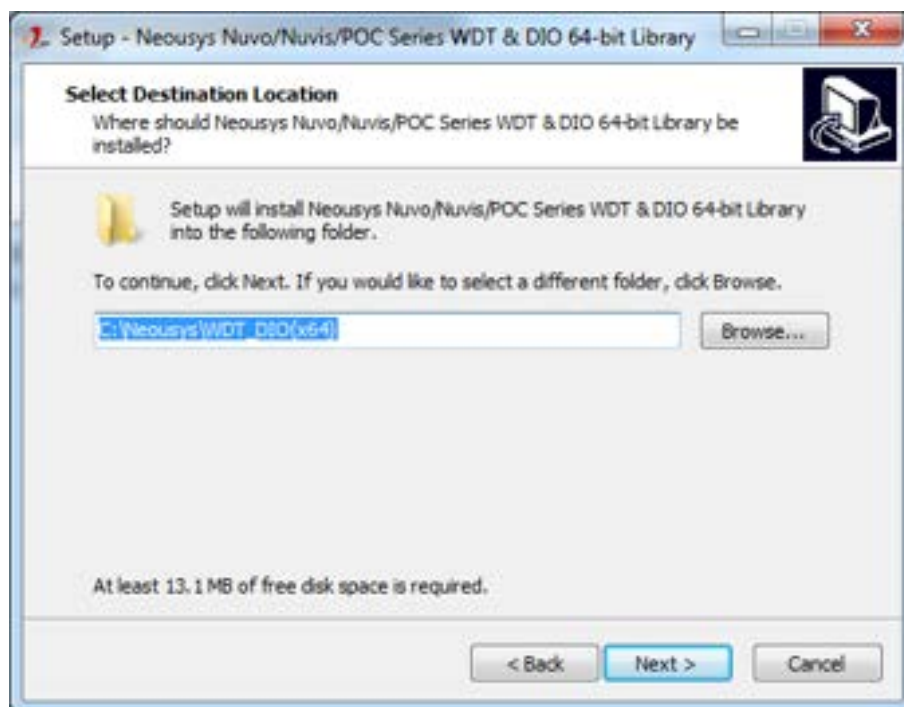 Setup - Neousys Nuvo/Nuvis/POC Series WDT & DIO 64-bit Library
Select Destination Location
Where should Neousys Nuvo/Nuvis/POC Series WDT & DIO 64-bit Library be
installed?
Setup will install Neousys Nuvo/Nuvis/POC Series WDT & DIO 64-bit Library
into the following folder.
To continue, click Next. If you would like to select a different folder, click Browse.
C:\Neousys\WDT_DIO(x64)
Browse...
At least 13.1 MB of free disk space is required.
< Back
Next >
Cancel